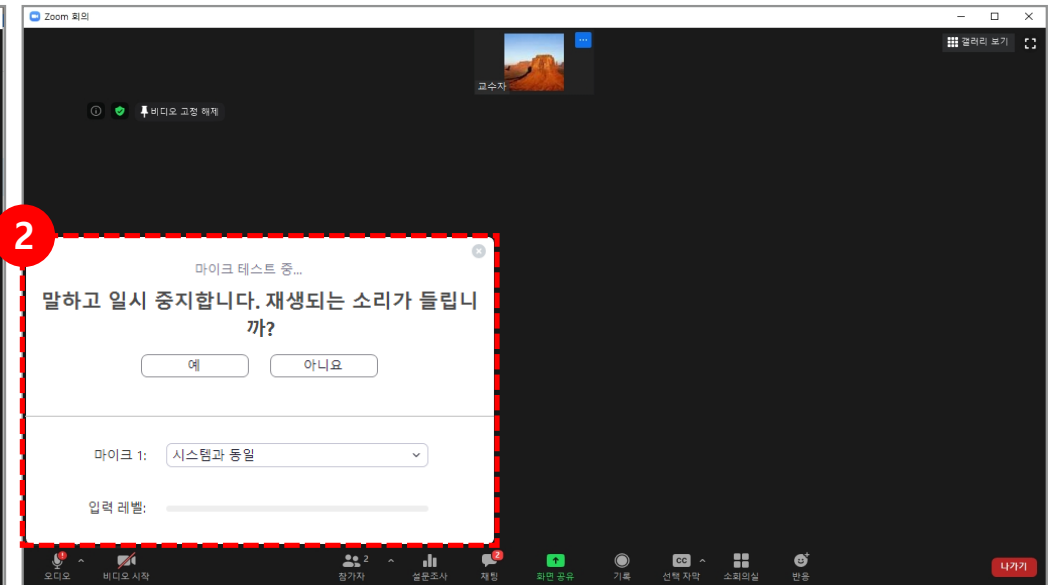 Zoom 회의
갤러리 보기
교수자
비디오 고정 해제
2
마이크 테스트 중...
말하고 일시 중지합니다. 재생되는 소리가 들립니
까?
예
아니요
마이크 1:
시스템과 동일
입력 레벨:
오디오
비디오 시작
2
참가자
설문조사
2
채팅
화면 공유
기록
CC
선택 자막
소회의실
반응
나가기